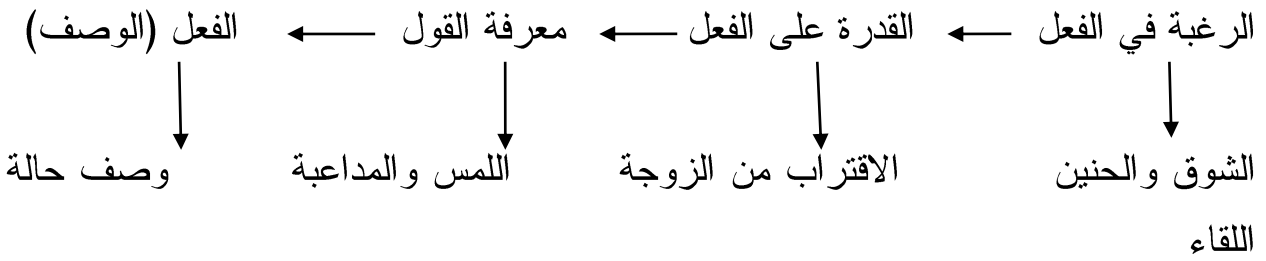 الرغبة في الفعل القدرة على الفعل معرفة القول الفعل (الوصف)
الشوق والحنين الاقتراب من الزوجة اللمس والمداعبة وصف حالة
اللقاء